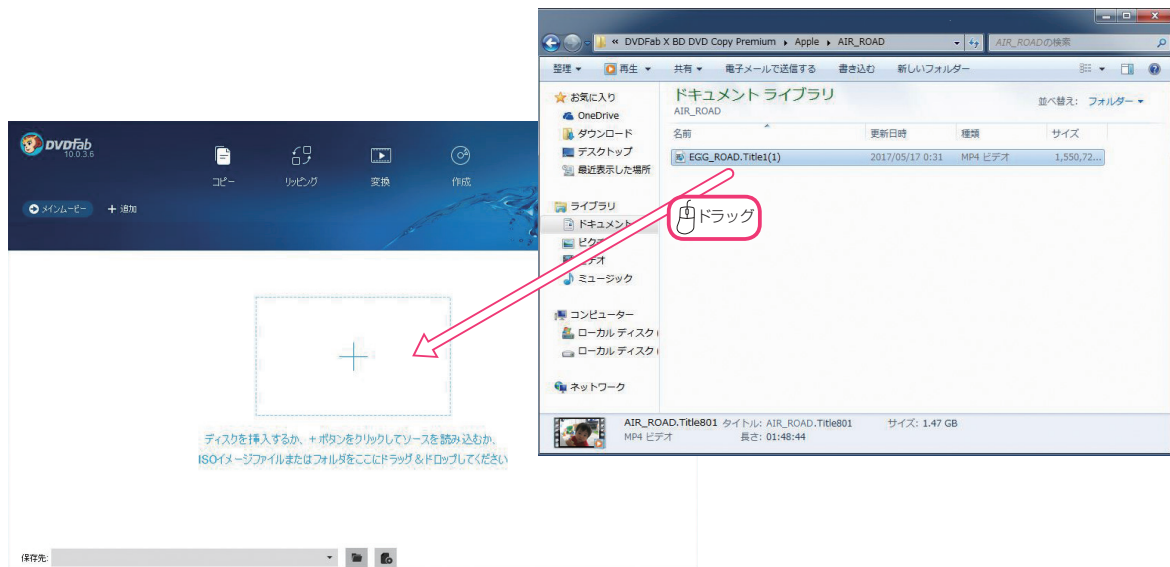 DVDFab
10.0.3.6
コピー
リッピング
変換
作成
メインムービー
追加
ディスクを挿入するか、+ボタンをクリックしてソースを読み込むか、
ISOイメージファイルまたはフォルダをここにドラッグ&ドロップしてください
保存先:
« DVDFab X BD DVD Copy Premium ▸ Apple ▸ AIR_ROAD
AIR_ROADの検索
整理 ▼ 再生 ▼ 共有 ▼ 電子メールで送信する 書き込む 新しいフォルダー
お気に入り
OneDrive
ダウンロード
デスクトップ
最近表示した場所
ライブラリ
ドキュメント
ピク
ミュージック
コンピューター
ローカル ディスク (
ローカル ディスク (
ネットワーク
ドキュメント ライブラリ
AIR_ROAD
並べ替え: フォルダー ▼
名前 更新日時 種類 サイズ
EGG_ROAD.Title1(1) 2017/05/17 0:31 MP4 ビデオ 1,550,72...
ドラッグ
AIR_ROAD.Title801 タイトル: AIR_ROAD.Title801 サイズ: 1.47 GB
MP4 ビデオ 長さ: 01:48:44